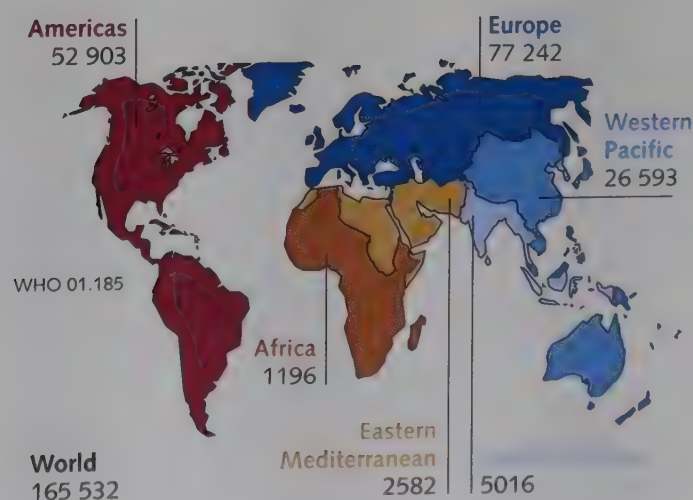 Americas
52 903
Europe
77 242
Western
Pacific
26 593
WHO 01.185
Africa
1196
Eastern
Mediterranean
2582
5016
World
165 532